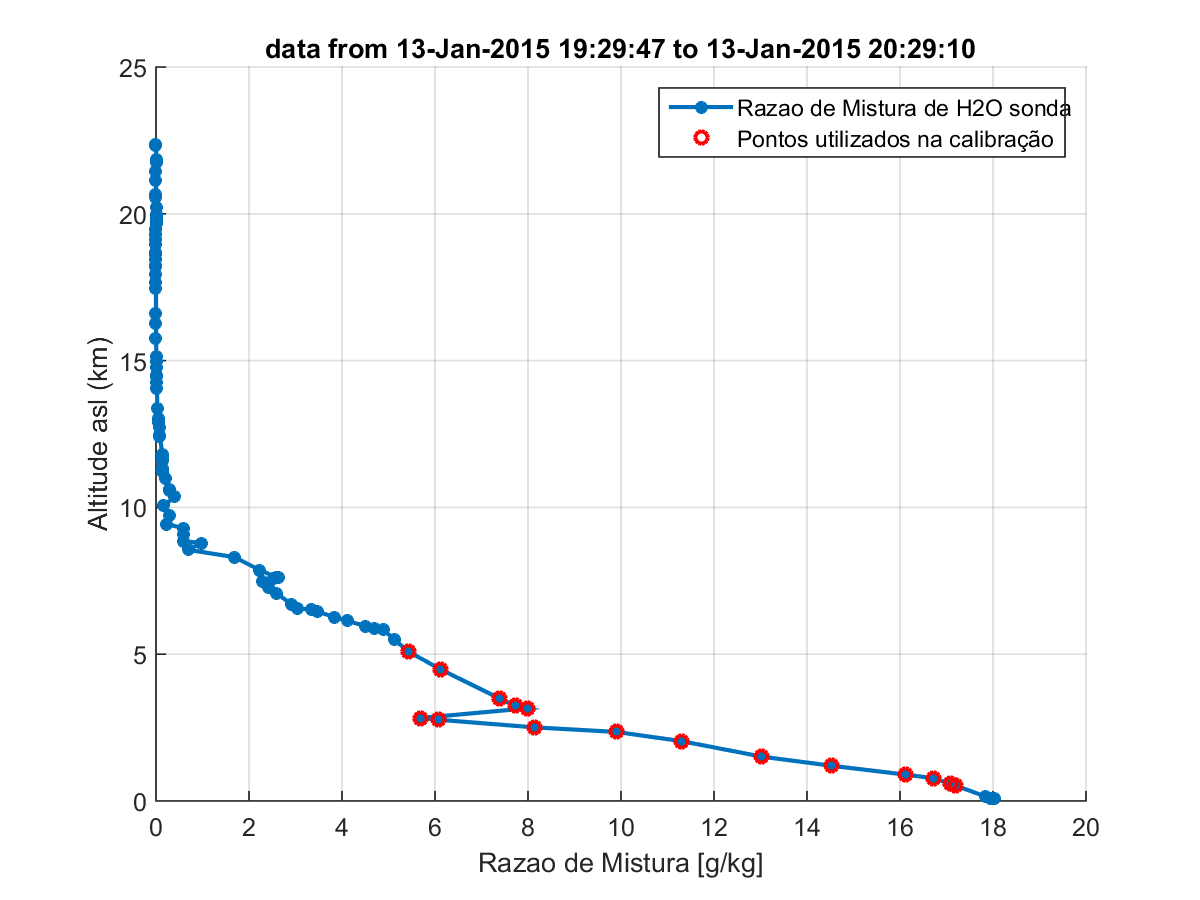 data from 13-Jan-2015 19:29:47 to 13-Jan-2015 20:29:10
Razao de Mistura de H2O sonda
Pontos utilizados na calibração
25
20
15
10
5
0
Altitude asl (km)
0 2 4 6 8 10 12 14 16 18 20
Razao de Mistura [g/kg]